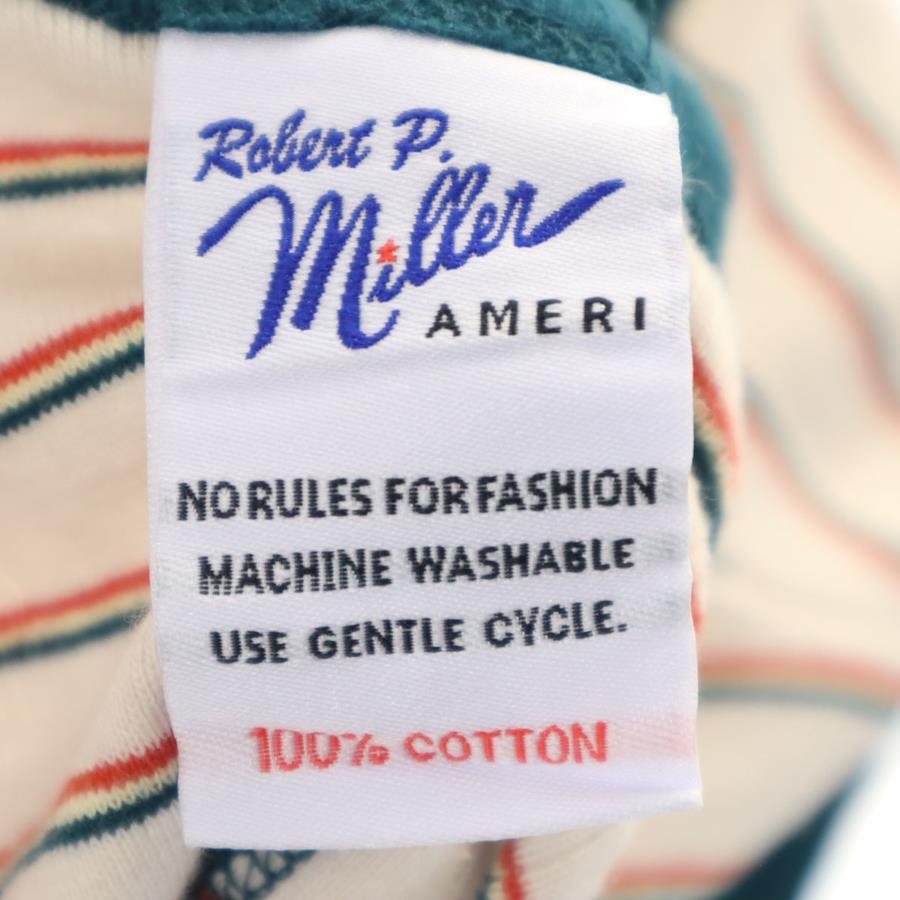 Robert P.
Miller
AMERI
NO RULES FOR FASHION
MACHINE WASHABLE
USE GENTLE CYCLE.
100% COTTON